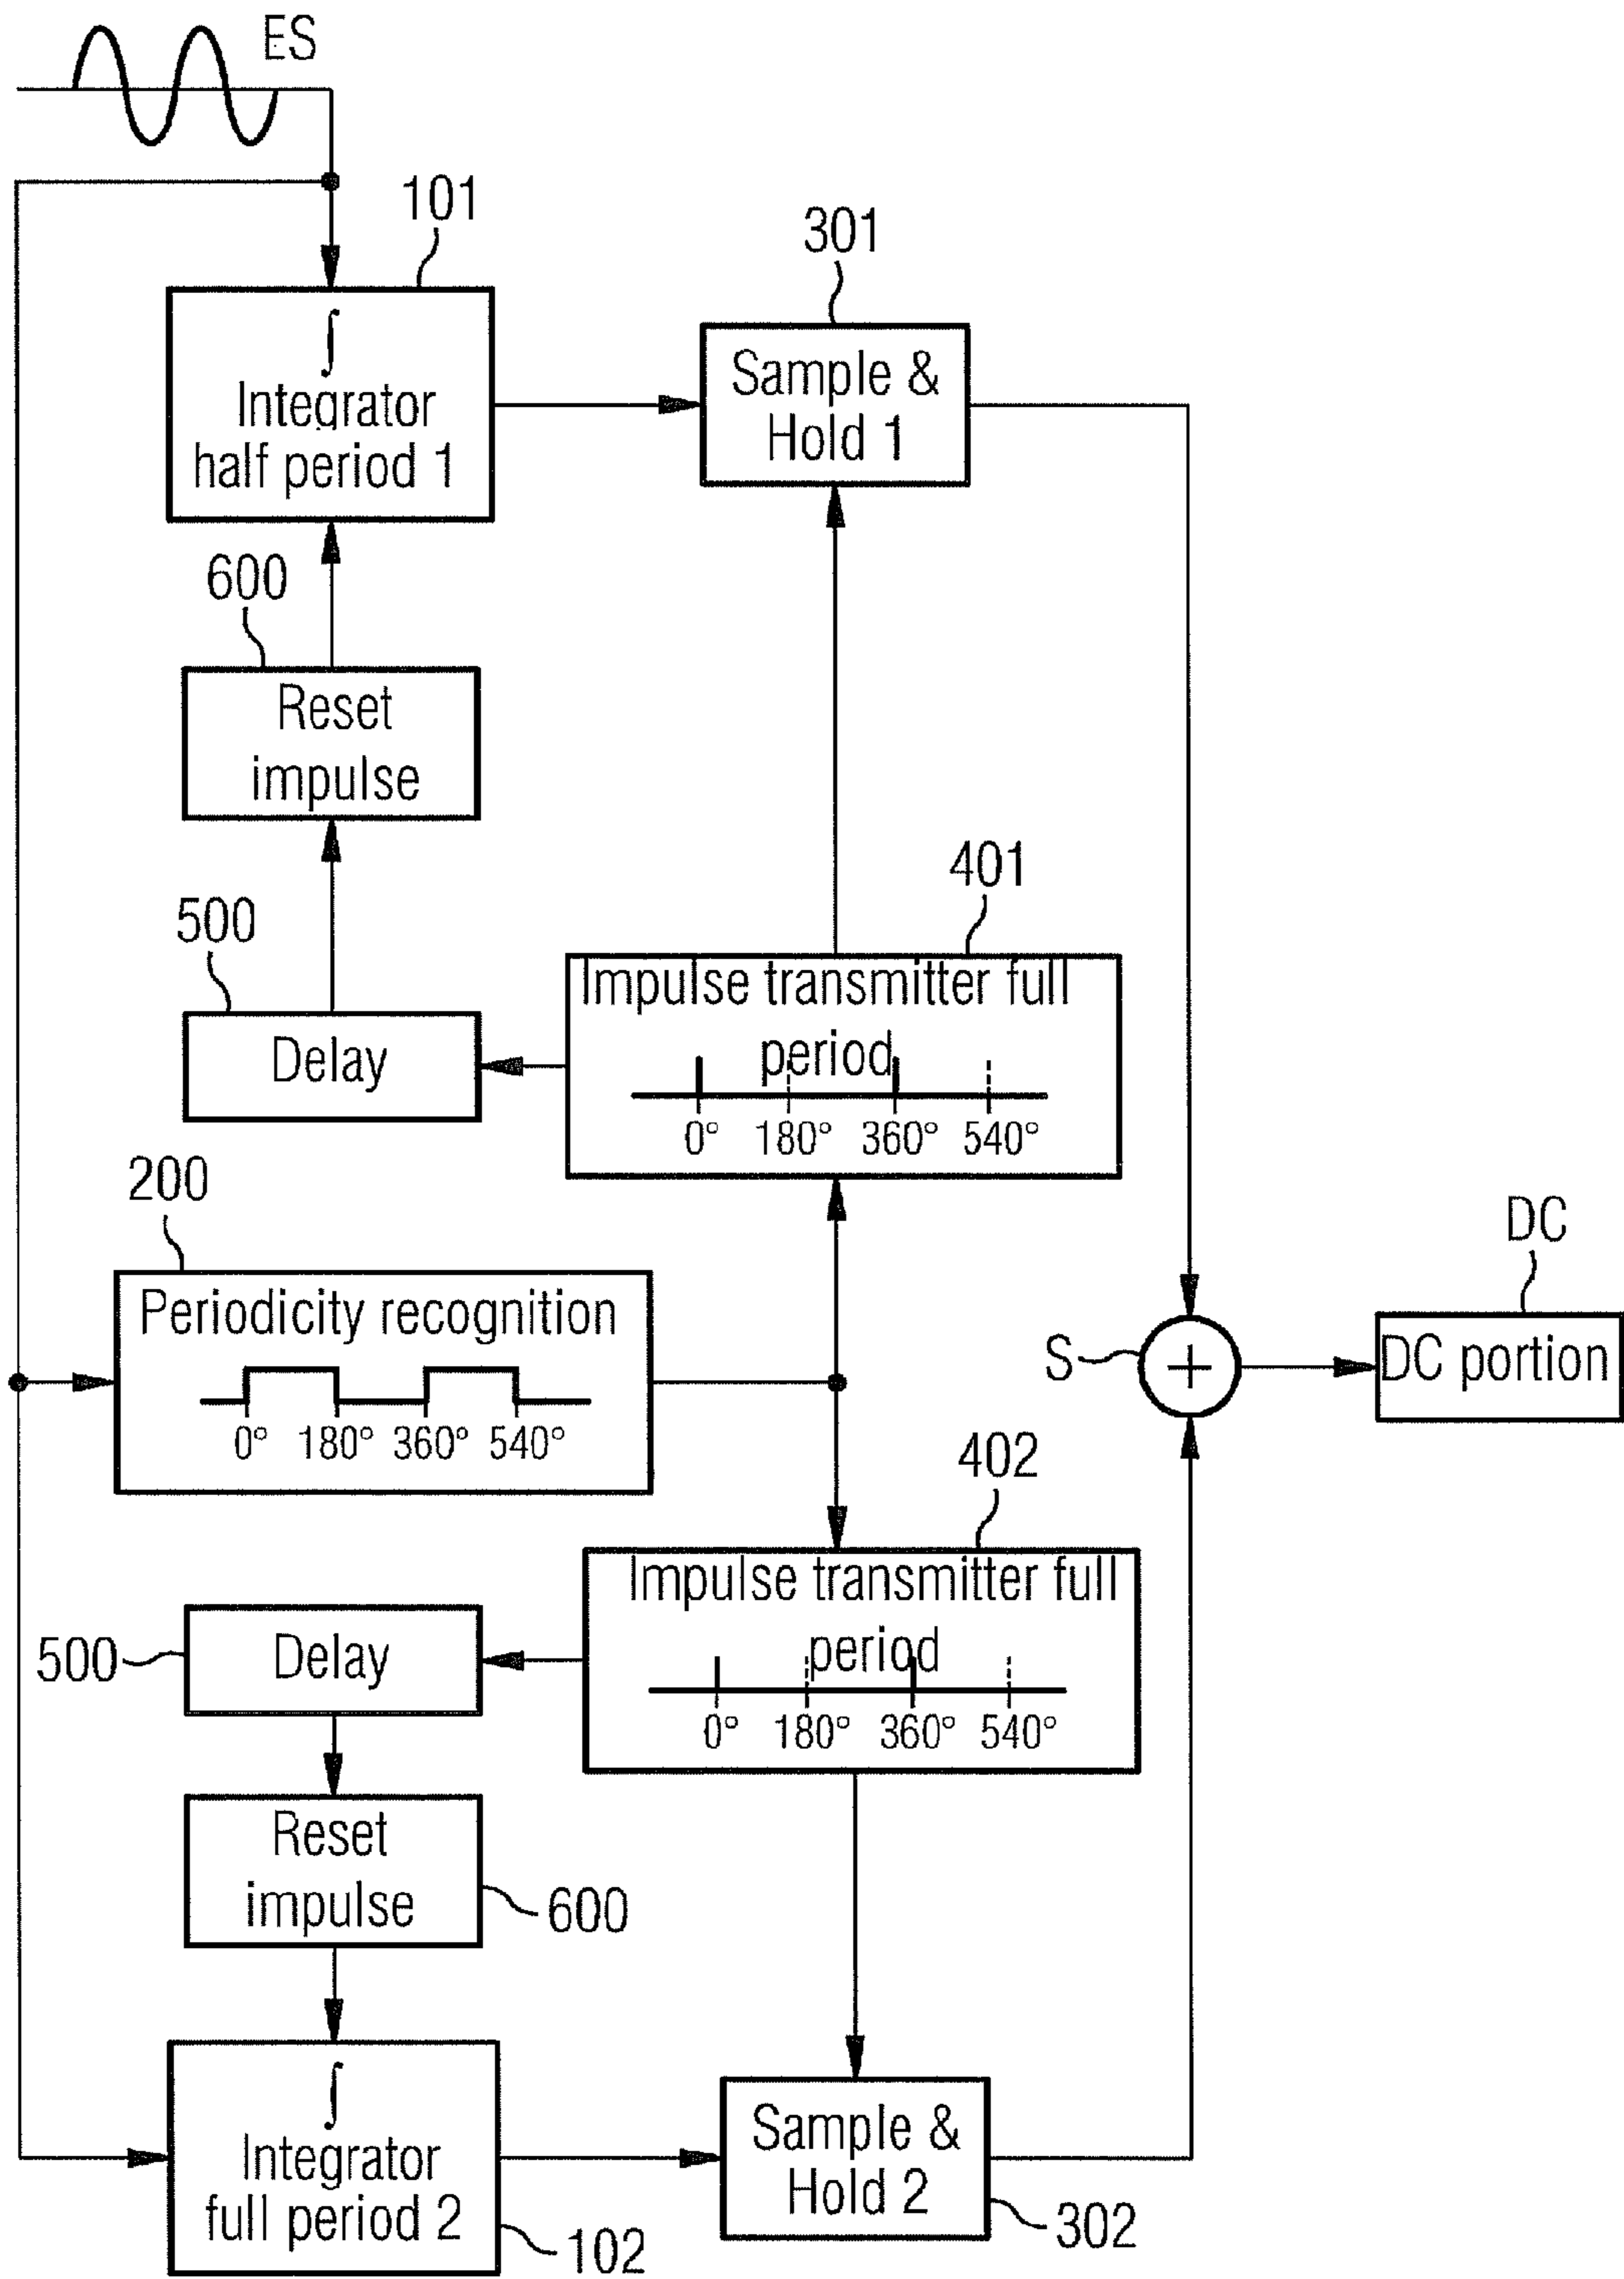 ES
101
∫
Integrator
half period 1
301
Sample &
Hold 1
600
Reset
impulse
401
500
Delay
Impulse transmitter full
period
0° 180° 360° 540°
200
Periodicity recognition
0° 180° 360° 540°
S
+
DC
DC portion
402
Impulse transmitter full
period
0° 180° 360° 540°
500
Delay
Reset
impulse
600
∫
Integrator
full period 2
102
Sample &
Hold 2
302